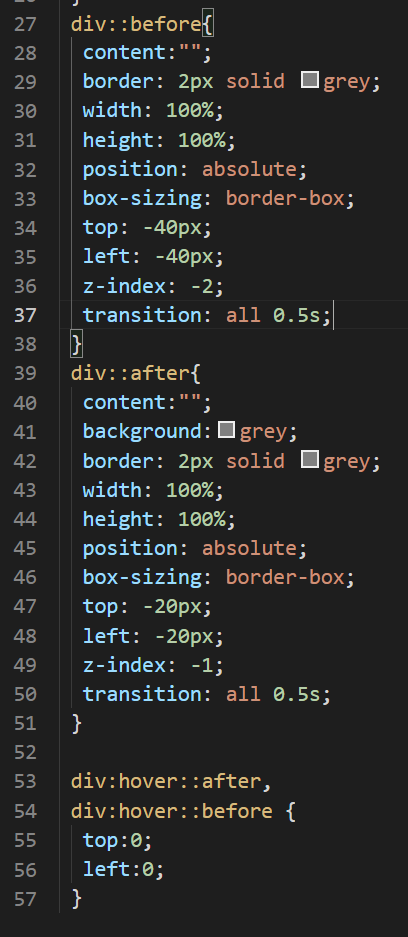 27 div::before{
28 content:"";
29 border: 2px solid grey;
30 width: 100%;
31 height: 100%;
32 position: absolute;
33 box-sizing: border-box;
34 top: -40px;
35 left: -40px;
36 z-index: -2;
37 transition: all 0.5s;
38 }
39 div::after{
40 content:"";
41 background: grey;
42 border: 2px solid grey;
43 width: 100%;
44 height: 100%;
45 position: absolute;
46 box-sizing: border-box;
47 top: -20px;
48 left: -20px;
49 z-index: -1;
50 transition: all 0.5s;
51 }
52
53 div:hover::after,
54 div:hover::before {
55 top:0;
56 left:0;
57 }